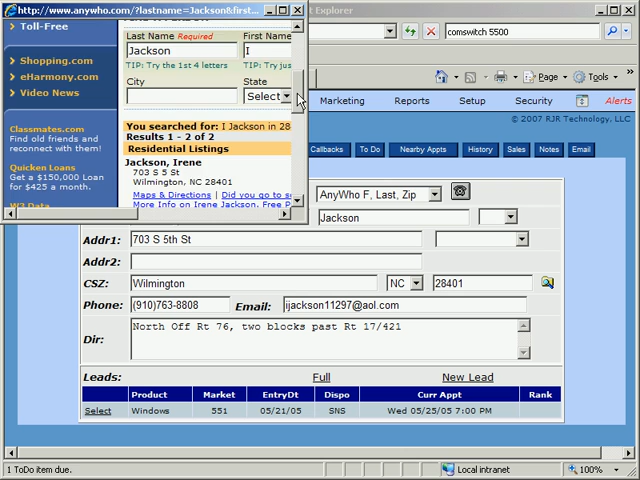 http://www.anywho.com/?lastname=Jackson&first...
t Explorer
Toll-Free
Shopping.com
eHarmony.com
Video News
Classmates.com
Find old friends and
reconnect with them!
Quicken Loans
Get a $150,000 Loan
for $425 a month.
W3 Data
Last Name Required
First Name
Jackson
I
TIP: Try the 1st 4 letters
TIP: Try jus
City
State
Select
You searched for: I Jackson in 28
Results 1 - 2 of 2
Residential Listings
Jackson, Irene
703 S 5 St
Wilmington, NC 28401
Maps & Directions | Did you go to s
More Info on Irene Jackson, Free P
comswitch 5500
Page
Tools
Marketing
Reports
Setup
Security
Alerts
© 2007 RJR Technology, LLC
Callbacks
To Do
Nearby Appts
History
Sales
Notes
Email
AnyWho F, Last, Zip
Jackson
Addr1:
703 S 5th St
Addr2:
CSZ:
Wilmington
NC
28401
Phone:
(910)763-8808
Email:
ijackson11297@aol.com
Dir:
North Off Rt 76, two blocks past Rt 17/421
Leads:
Full
New Lead
Product
Market
EntryDt
Dispo
Curr Appt
Rank
Select
Windows
551
05/21/05
SNS
Wed 05/25/05 7:00 PM
1 ToDo item due.
Local intranet
100%